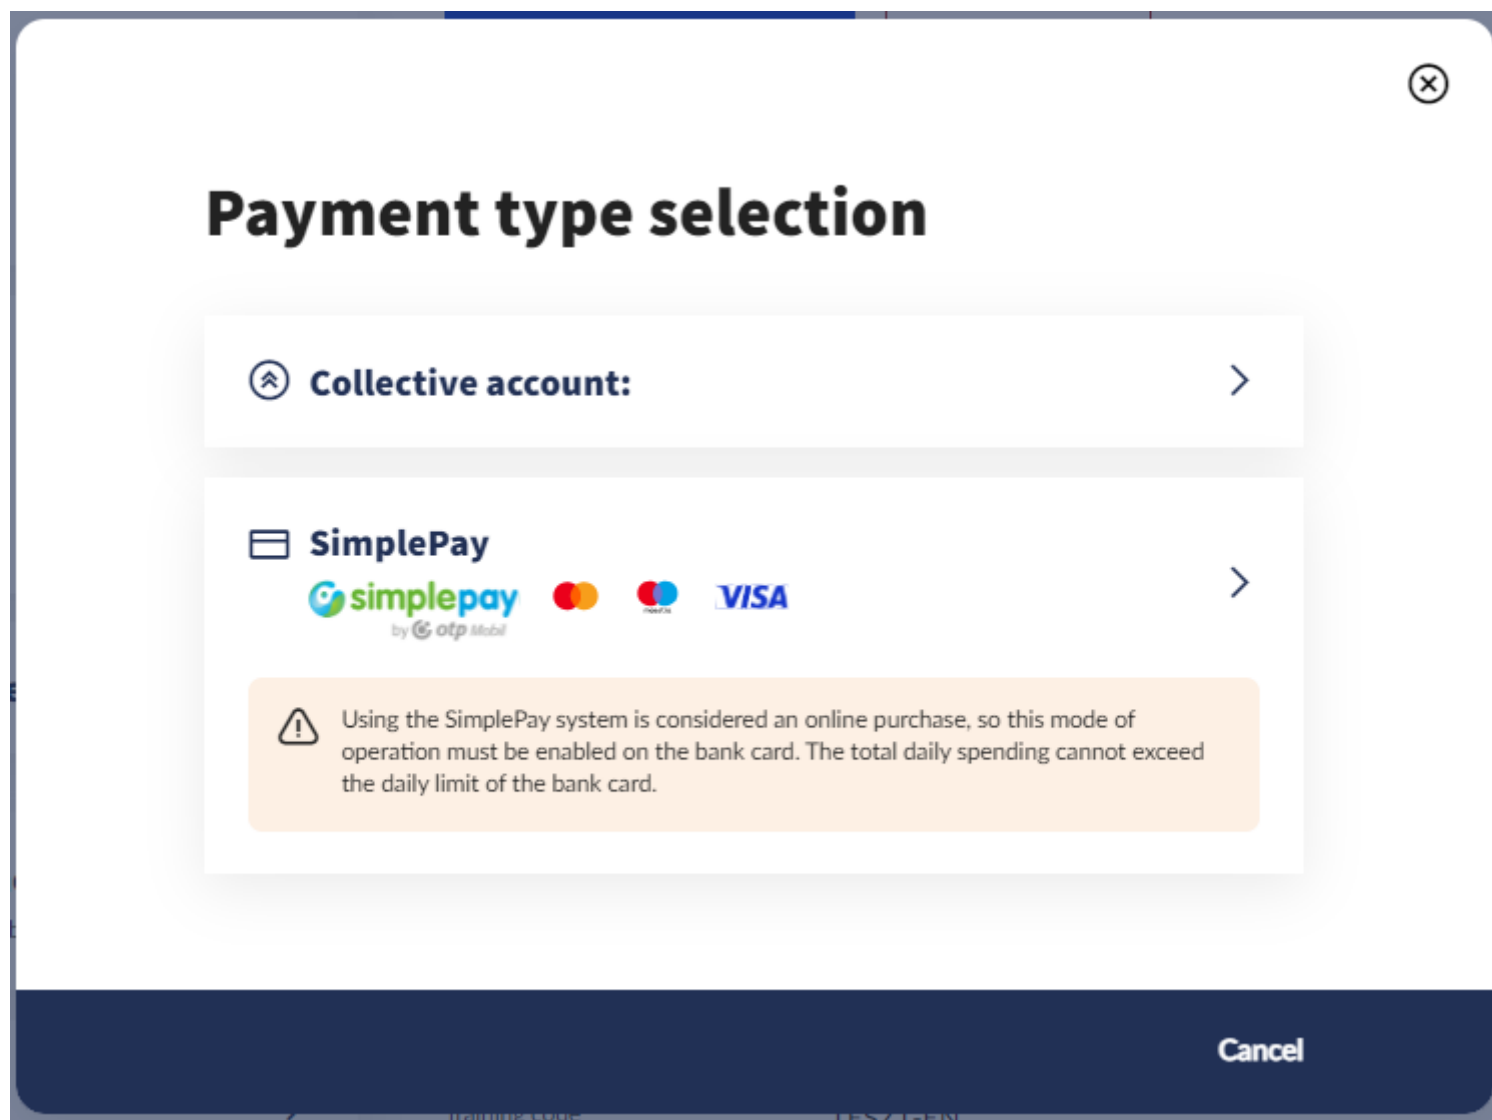 Payment type selection
Collective account:
SimplePay
simplepay
VISA
by otp Mobil
Using the SimplePay system is considered an online purchase, so this mode of
operation must be enabled on the bank card. The total daily spending cannot exceed
the daily limit of the bank card.
Cancel